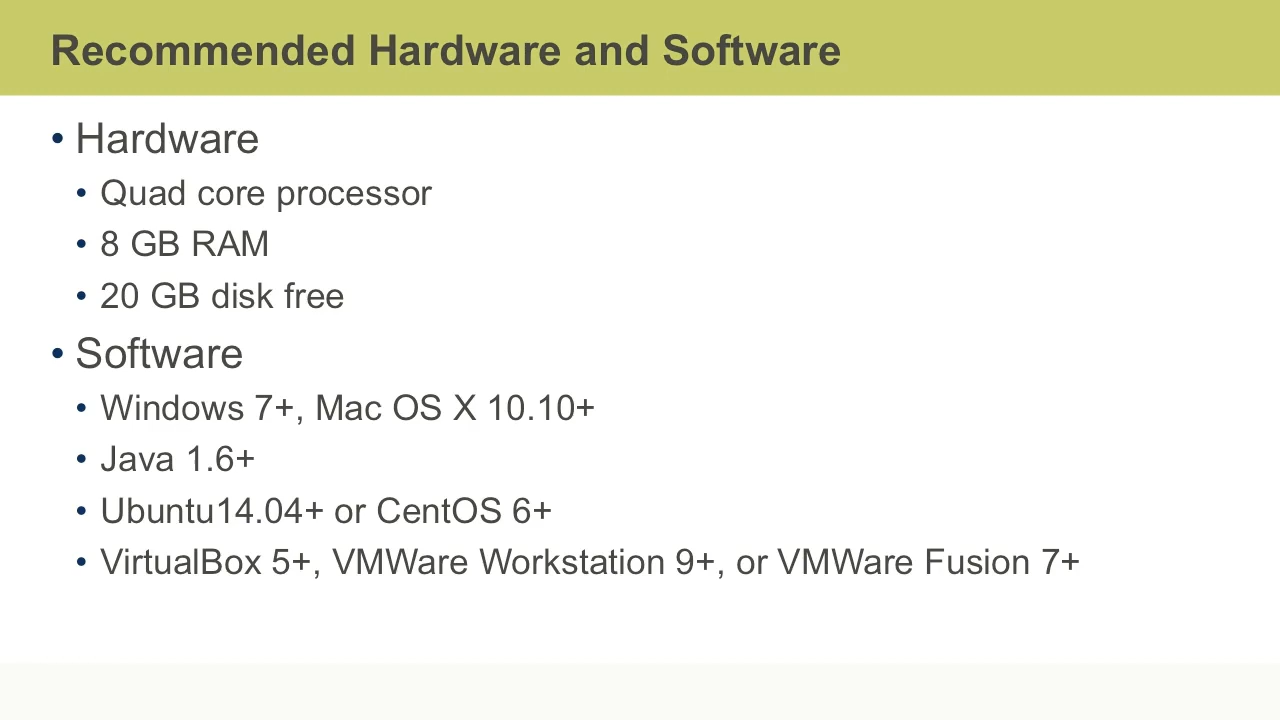 Recommended Hardware and Software
• Hardware
• Quad core processor
• 8 GB RAM
• 20 GB disk free
• Software
• Windows 7+, Mac OS X 10.10+
• Java 1.6+
• Ubuntu14.04+ or CentOS 6+
• VirtualBox 5+, VMWare Workstation 9+, or VMWare Fusion 7+